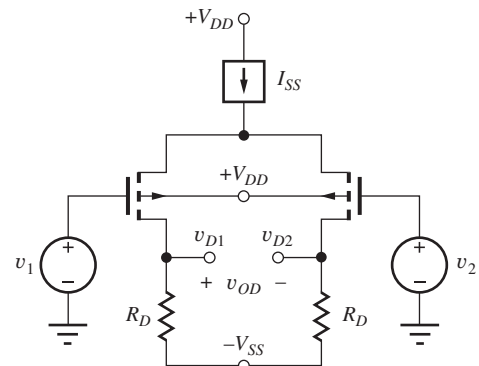 +V_DD
I_SS
+V_DD
v_D1 v_D2
v_1 + − + v_OD − + − v_2
R_D R_D
−V_SS